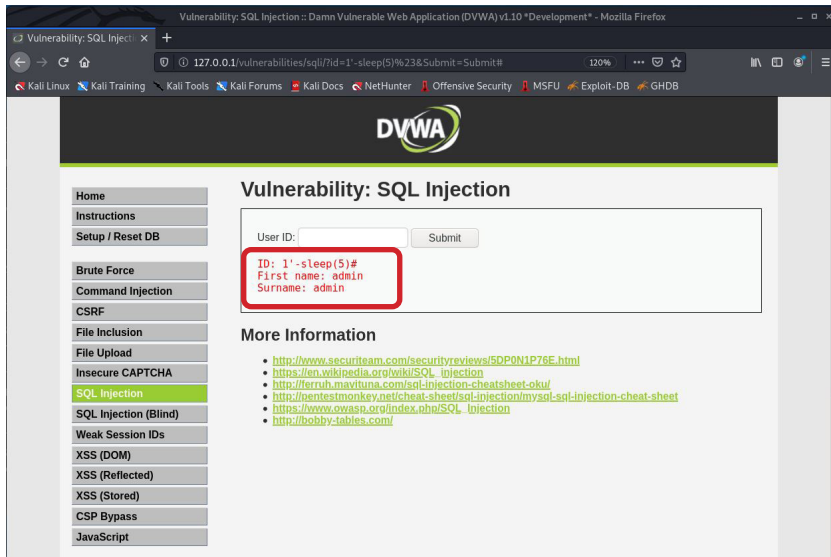 Vulnerability: SQL Injection :: Damn Vulnerable Web Application (DVWA) v1.10 *Development* - Mozilla Firefox
Vulnerability: SQL Injecti
127.0.0.1/vulnerabilities/sqli/?id=1'-sleep(5)%23&Submit=Submit# 120%
Kali Linux Kali Training Kali Tools Kali Forums Kali Docs NetHunter Offensive Security MSFU Exploit-DB GHDB
DVWA
Home
Instructions
Setup / Reset DB
Brute Force
Command Injection
CSRF
File Inclusion
File Upload
Insecure CAPTCHA
SQL Injection
SQL Injection (Blind)
Weak Session IDs
XSS (DOM)
XSS (Reflected)
XSS (Stored)
CSP Bypass
JavaScript
Vulnerability: SQL Injection
User ID: Submit
ID: 1'-sleep(5)#
First name: admin
Surname: admin
More Information
http://www.securiteam.com/securityreviews/5DP0N1P76E.html
https://en.wikipedia.org/wiki/SQL_injection
http://ferruh.mavituna.com/sql-injection-cheatsheet-oku/
http://pentestmonkey.net/cheat-sheet/sql-injection/mysql-sql-injection-cheat-sheet
https://www.owasp.org/index.php/SQL_Injection
http://bobby-tables.com/